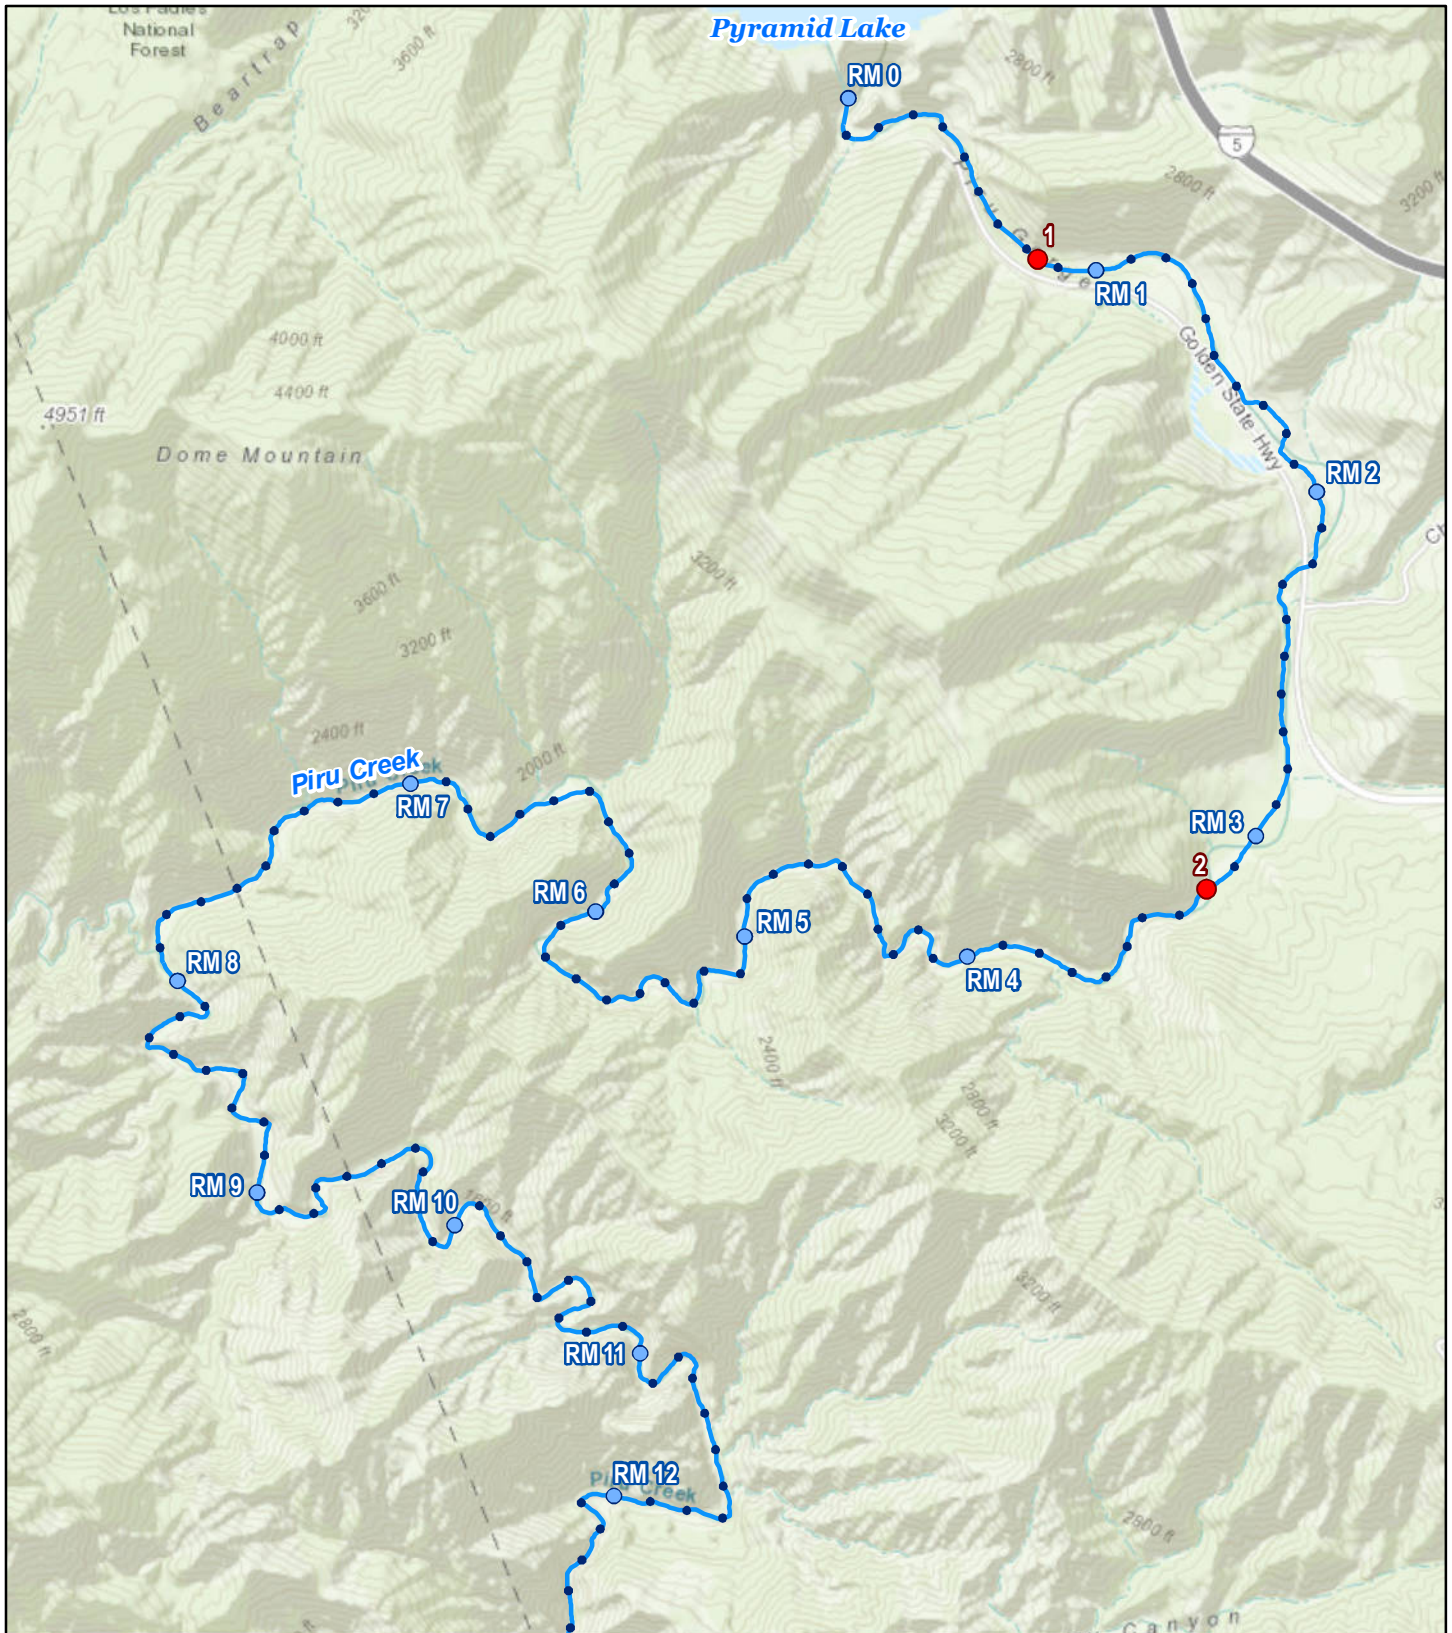 Los Padres
National
Forest
Beartrap
3600 ft
Pyramid Lake
RM 0
2800 ft
5
2800 ft
3200 ft
Piru Gorge
1
RM 1
Golden State Hwy
4000 ft
4400 ft
4951 ft
Dome Mountain
RM 2
3200 ft
3600 ft
3200 ft
2400 ft
2000 ft
Piru Creek
Piru Creek
RM 7
RM 3
2
RM 6
RM 5
RM 4
RM 8
2400 ft
2800 ft
3200 ft
RM 9
RM 10
3200 ft
2800 ft
RM 11
RM 12
Piru Creek
2800 ft
Canyon